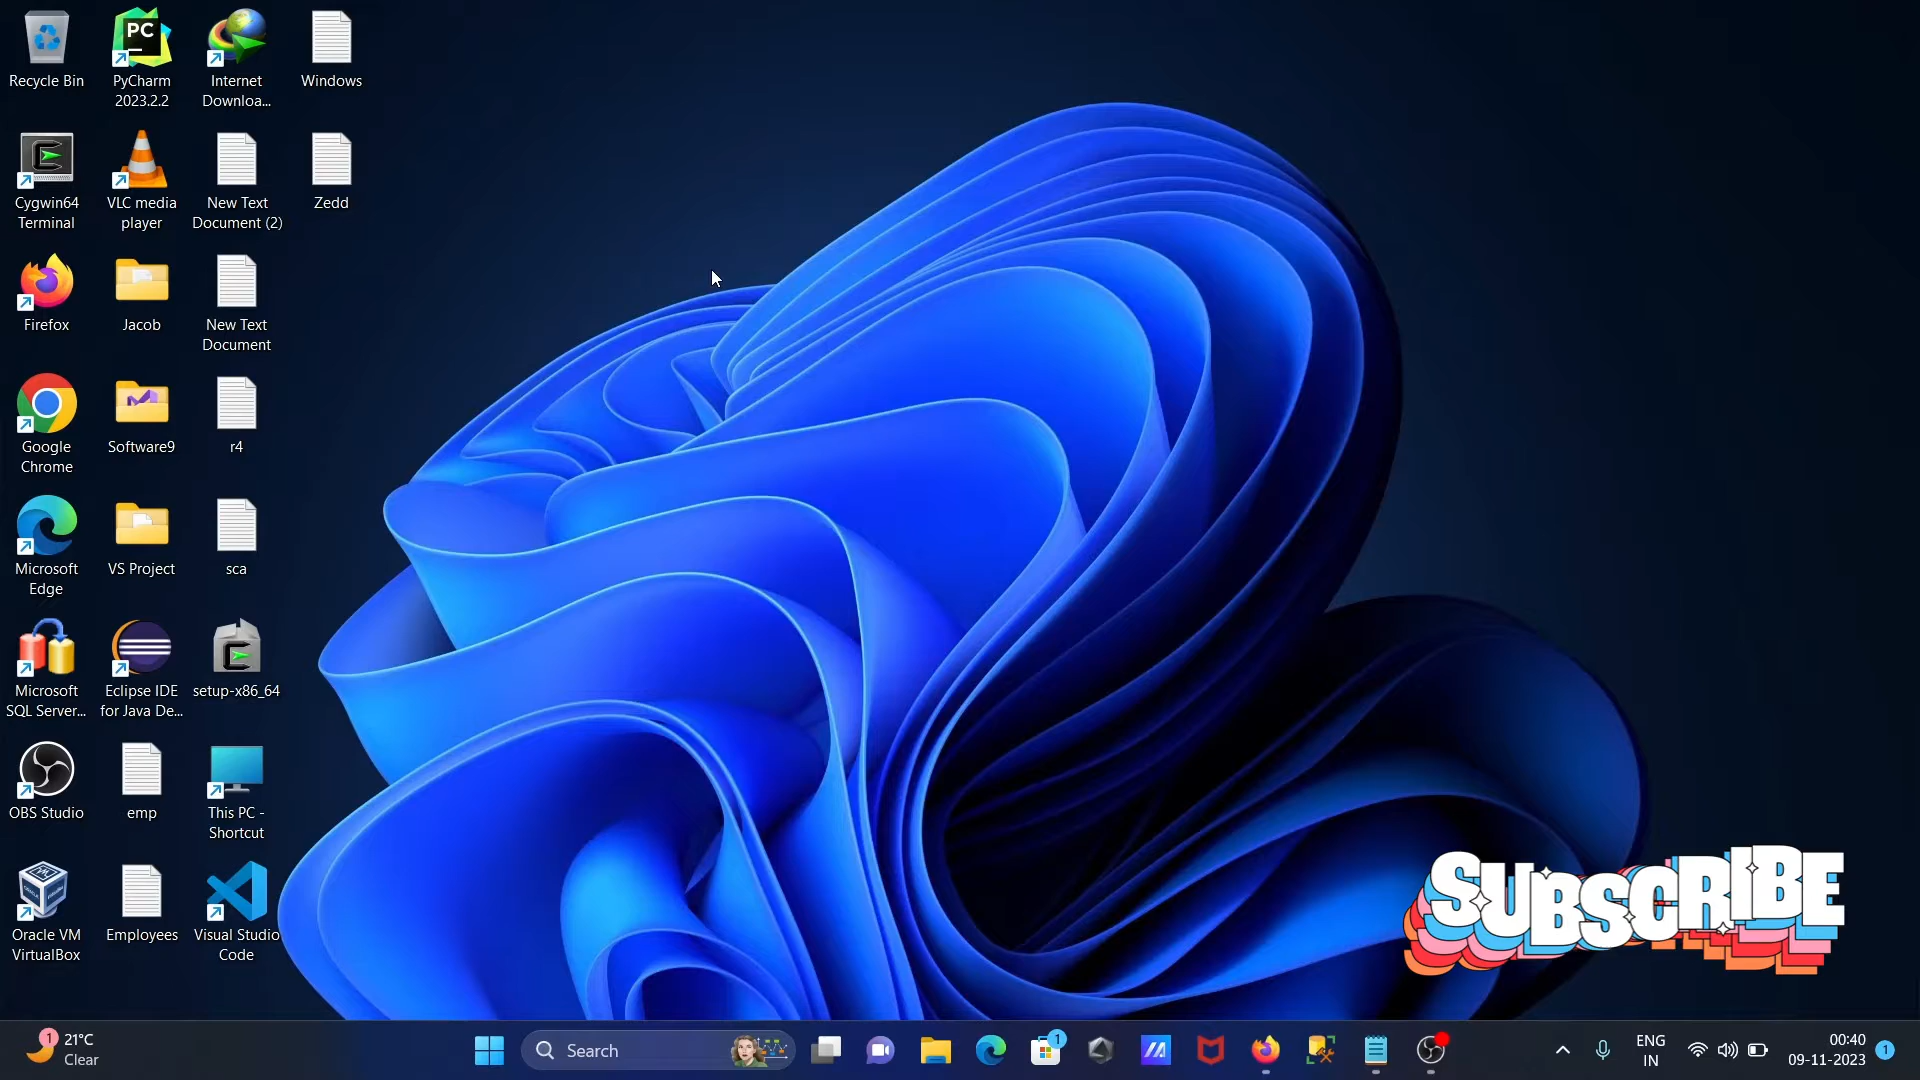 Recycle Bin
PyCharm
2023.2.2
Internet
Downloa...
Windows
Cygwin64
Terminal
VLC media
player
New Text
Document (2)
Zedd
Firefox
Jacob
New Text
Document
Google
Chrome
Software9
r4
Microsoft
Edge
VS Project
sca
Microsoft
SQL Server...
Eclipse IDE
for Java De...
setup-x86_64
OBS Studio
emp
This PC -
Shortcut
Oracle VM
VirtualBox
Employees
Visual Studio
Code
SUBSCRIBE
21°C
Clear
Search
ENG
IN
00:40
09-11-2023